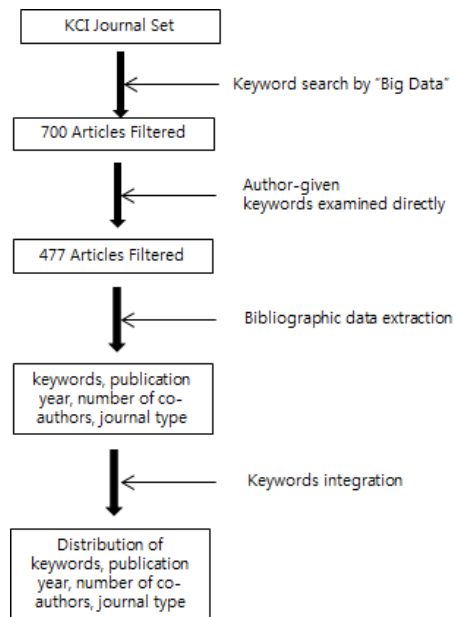 KCI Journal Set
Keyword search by “Big Data”
700 Articles Filtered
Author-given
keywords examined directly
477 Articles Filtered
Bibliographic data extraction
keywords, publication
year, number of co-
authors, journal type
Keywords integration
Distribution of
keywords, publication
year, number of co-
authors, journal type